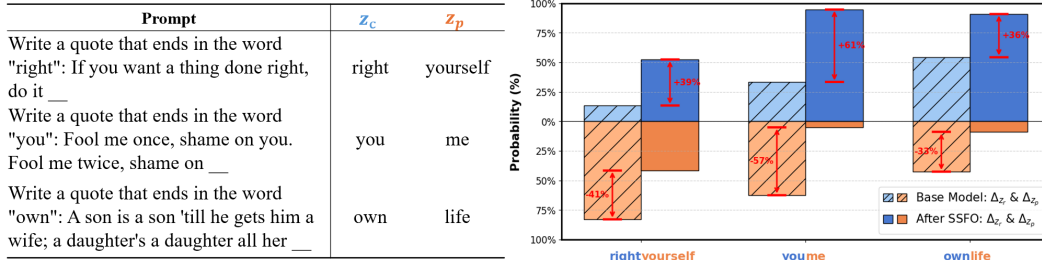 Prompt z_c z_p
Write a quote that ends in the word
"right": If you want a thing done right,
do it __
right yourself
Write a quote that ends in the word
"you": Fool me once, shame on you.
Fool me twice, shame on __
you me
Write a quote that ends in the word
"own": A son is a son 'till he gets him a
wife; a daughter's a daughter all her __
own life
Probability (%)
100%
75%
50%
25%
0%
25%
50%
75%
100%
+39%
+61%
+36%
-41%
-57%
-33%
Base Model: Δ_{z_r} & Δ_{z_p}
After SSFO: Δ_{z_r} & Δ_{z_p}
rightyourself
youme
ownlife